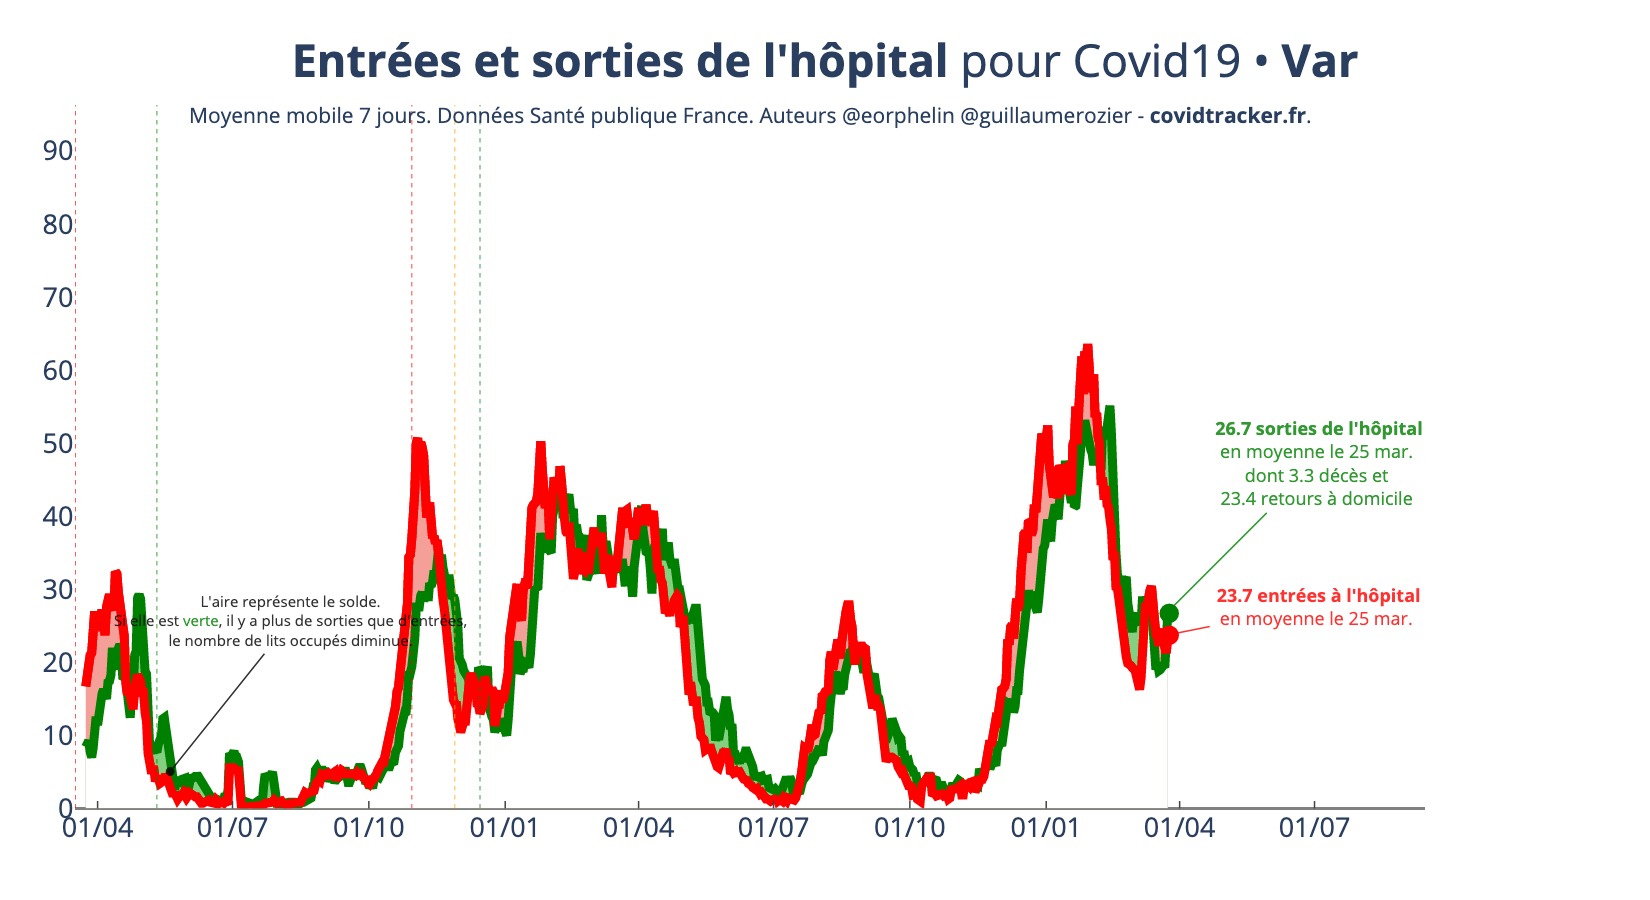 Entrées et sorties de l'hôpital pour Covid19 • Var
Moyenne mobile 7 jours. Données Santé publique France. Auteurs @eorphelin @guillaumerozier - covidtracker.fr.
90
80
70
60
50
40
30
20
10
0
26.7 sorties de l'hôpital
en moyenne le 25 mar.
dont 3.3 décès et
23.4 retours à domicile
23.7 entrées à l'hôpital
en moyenne le 25 mar.
L'aire représente le solde.
Si elle est verte, il y a plus de sorties que d'entrées,
le nombre de lits occupés diminue.
01/04 01/07 01/10 01/01 01/04 01/07 01/10 01/01 01/04 01/07